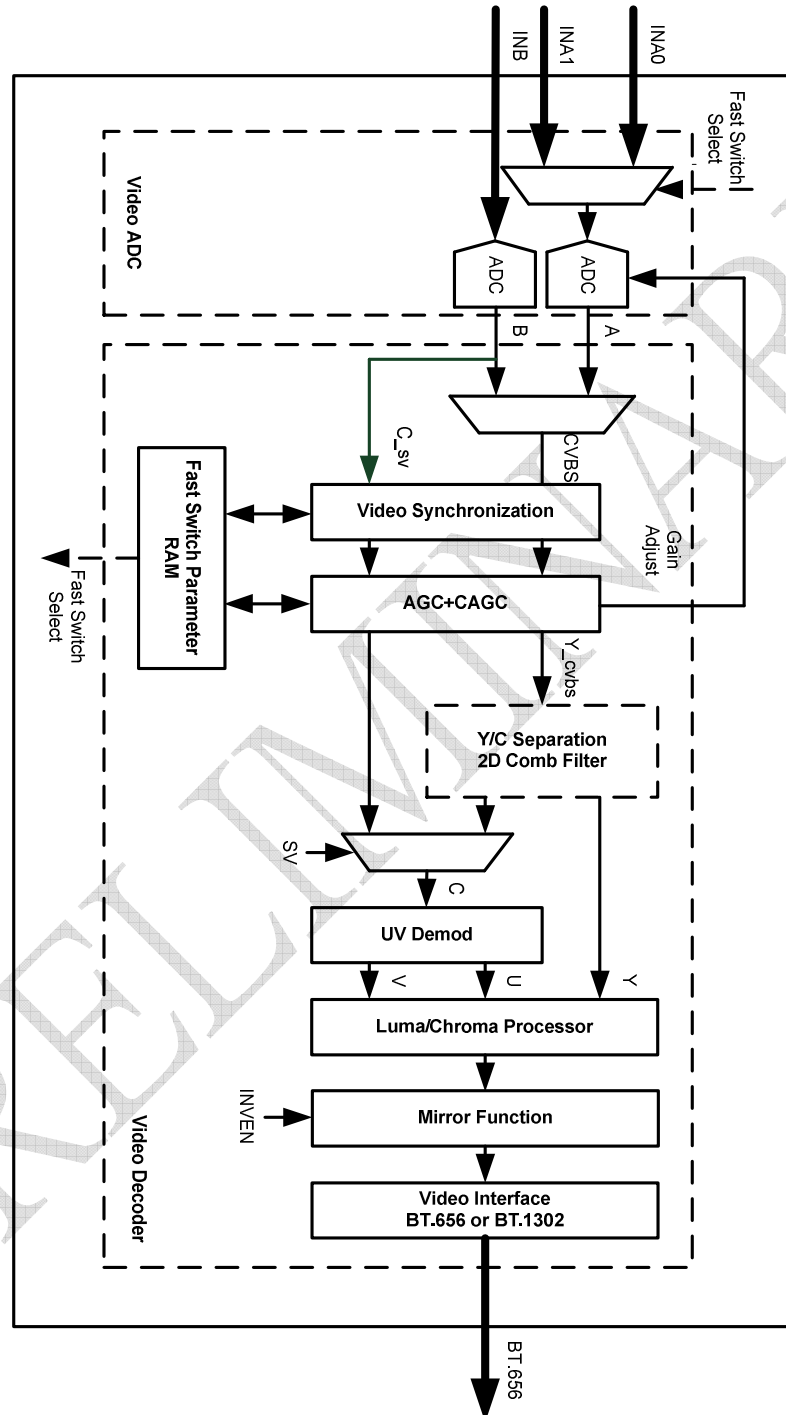 INB
INA1
INA0
Fast Switch
Select
Video ADC
ADC
ADC
B
A
C_sv
CVBS
Fast Switch Parameter
RAM
Video Synchronization
Gain
Adjust
AGC+CAGC
Fast Switch
Select
Y_cvbs
Y/C Separation
2D Comb Filter
SV
C
UV Demod
V
U
Y
Luma/Chroma Processor
INVEN
Mirror Function
Video Decoder
Video Interface
BT.656 or BT.1302
BT.656
RELIMINAR